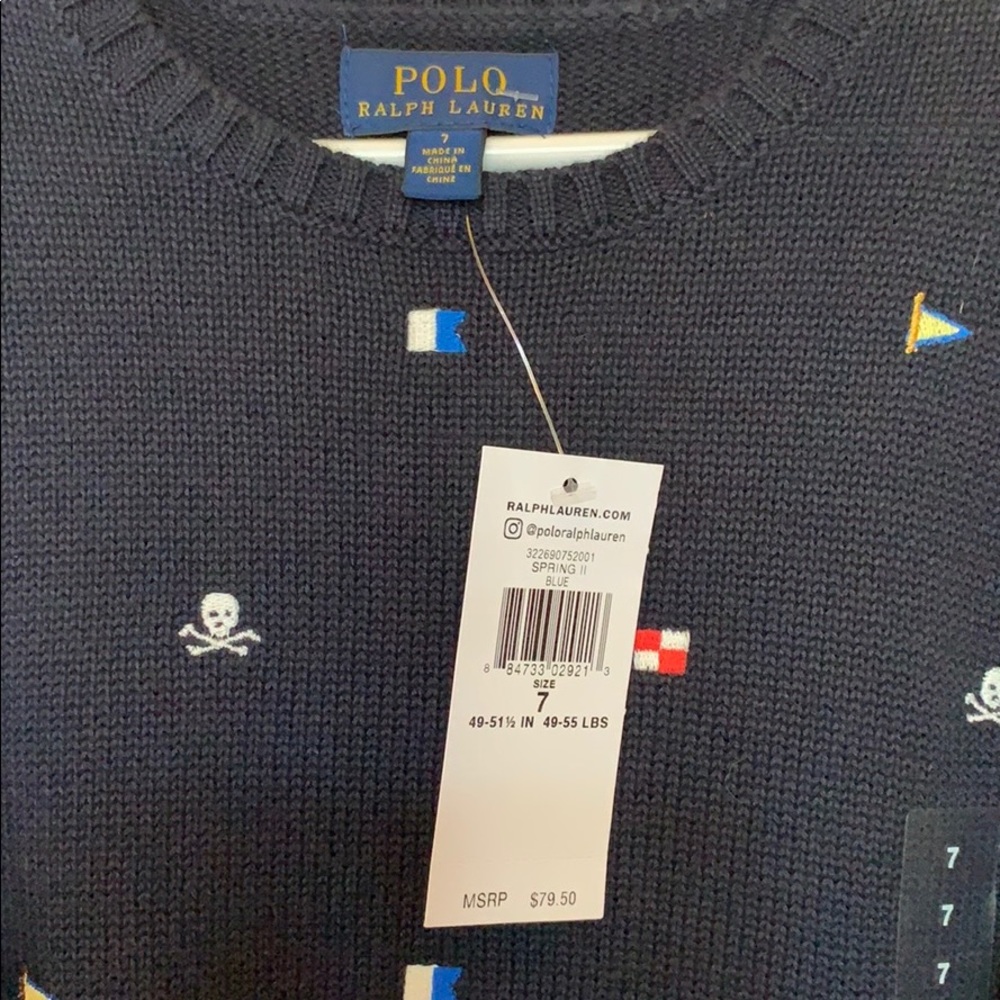 POLO
RALPH LAUREN
7
MADE IN
CHINA
FABRIQUÉ EN
CHINE
RALPHLAUREN.COM
@poloralphlauren
322690752001
SPRING II
BLUE
8 84733 02921 3
SIZE
7
49-51½ IN 49-55 LBS
MSRP $79.50
7
7
7